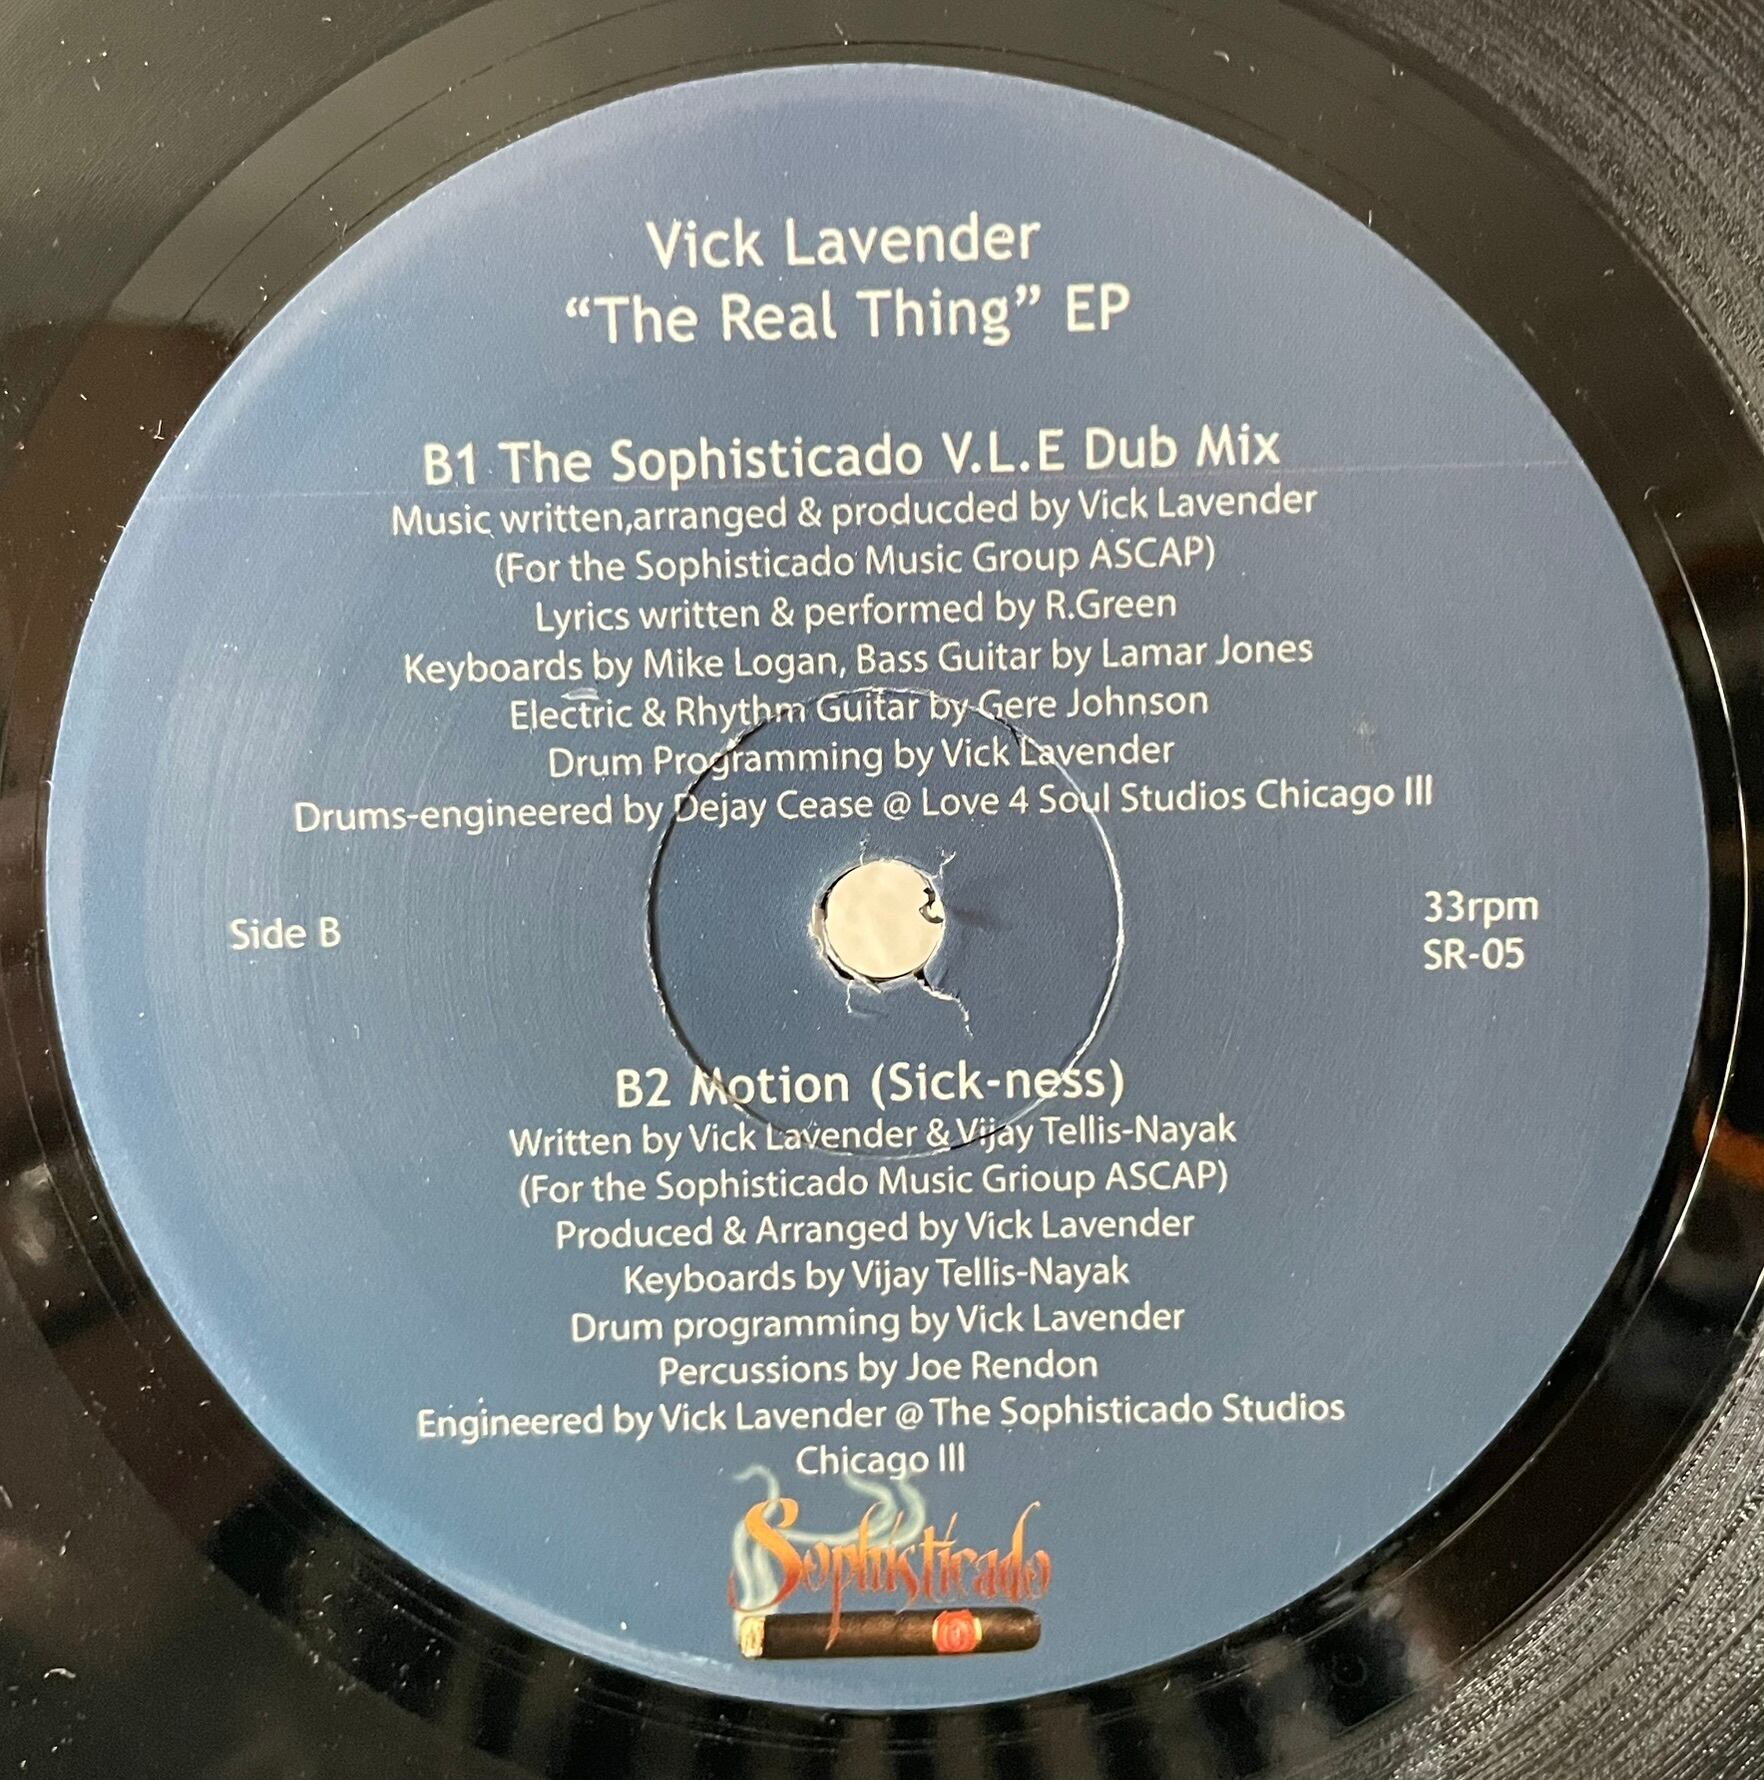 Vick Lavender
“The Real Thing” EP
B1 The Sophisticado V.L.E Dub Mix
Music written,arranged & producded by Vick Lavender
(For the Sophisticado Music Group ASCAP)
Lyrics written & performed by R.Green
Keyboards by Mike Logan, Bass Guitar by Lamar Jones
Electric & Rhythm Guitar by Gere Johnson
Drum Programming by Vick Lavender
Drums-engineered by Dejay Cease @ Love 4 Soul Studios Chicago Ill
Side B
33rpm
SR-05
B2 Motion (Sick-ness)
Written by Vick Lavender & Vijay Tellis-Nayak
(For the Sophisticado Music Grioup ASCAP)
Produced & Arranged by Vick Lavender
Keyboards by Vijay Tellis-Nayak
Drum programming by Vick Lavender
Percussions by Joe Rendon
Engineered by Vick Lavender @ The Sophisticado Studios
Chicago Ill
Sophisticado